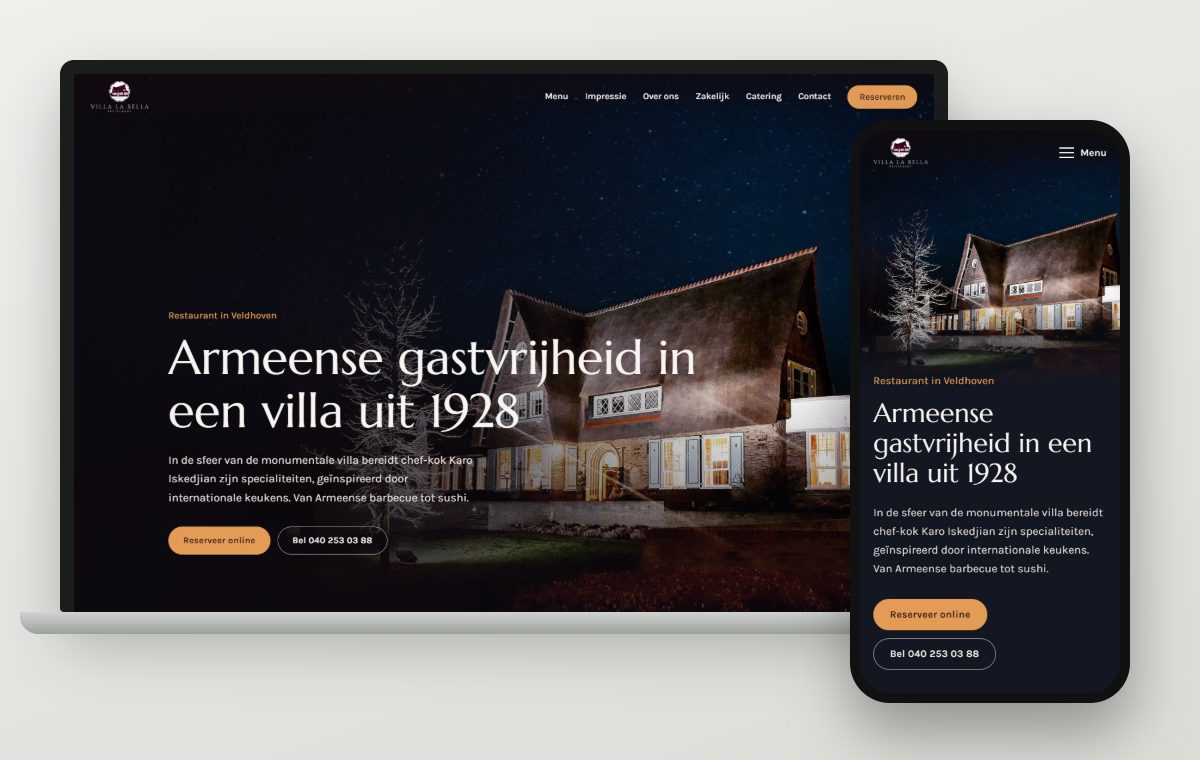 VILLA LA BELLA
RESTAURANT
Menu Impressie Over ons Zakelijk Catering Contact Reserveren
Restaurant in Veldhoven
Armeense gastvrijheid in
een villa uit 1928
In de sfeer van de monumentale villa bereidt chef-kok Karo
Iskedjian zijn specialiteiten, geïnspireerd door
internationale keukens. Van Armeense barbecue tot sushi.
Reserveer online Bel 040 253 03 88
VILLA LA BELLA
RESTAURANT
Menu
Restaurant in Veldhoven
Armeense
gastvrijheid in een
villa uit 1928
In de sfeer van de monumentale villa bereidt
chef-kok Karo Iskedjian zijn specialiteiten,
geïnspireerd door internationale keukens.
Van Armeense barbecue tot sushi.
Reserveer online
Bel 040 253 03 88